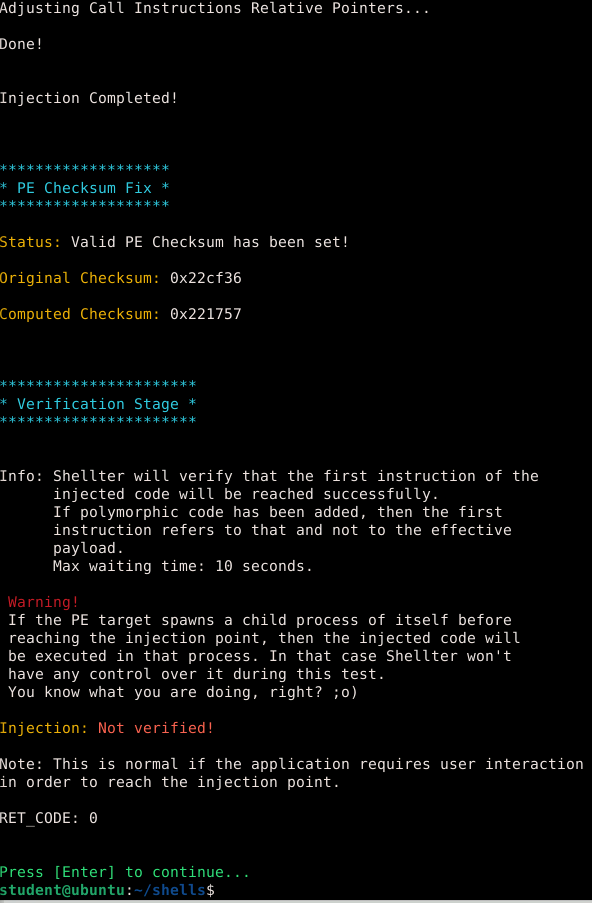 Adjusting Call Instructions Relative Pointers...
Done!
Injection Completed!
*******************
* PE Checksum Fix *
*******************
Status: Valid PE Checksum has been set!
Original Checksum: 0x22cf36
Computed Checksum: 0x221757
**********************
* Verification Stage *
**********************
Info: Shellter will verify that the first instruction of the
injected code will be reached successfully.
If polymorphic code has been added, then the first
instruction refers to that and not to the effective
payload.
Max waiting time: 10 seconds.
Warning!
If the PE target spawns a child process of itself before
reaching the injection point, then the injected code will
be executed in that process. In that case Shellter won't
have any control over it during this test.
You know what you are doing, right? ;o)
Injection: Not verified!
Note: This is normal if the application requires user interaction
in order to reach the injection point.
RET_CODE: 0
Press [Enter] to continue...
student@ubuntu:~/shells$